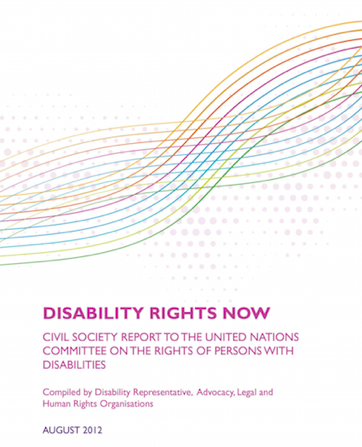 DISABILITY RIGHTS NOW
CIVIL SOCIETY REPORT TO THE UNITED NATIONS
COMMITTEE ON THE RIGHTS OF PERSONS WITH
DISABILITIES
Compiled by Disability Representative, Advocacy, Legal and
Human Rights Organisations
AUGUST 2012